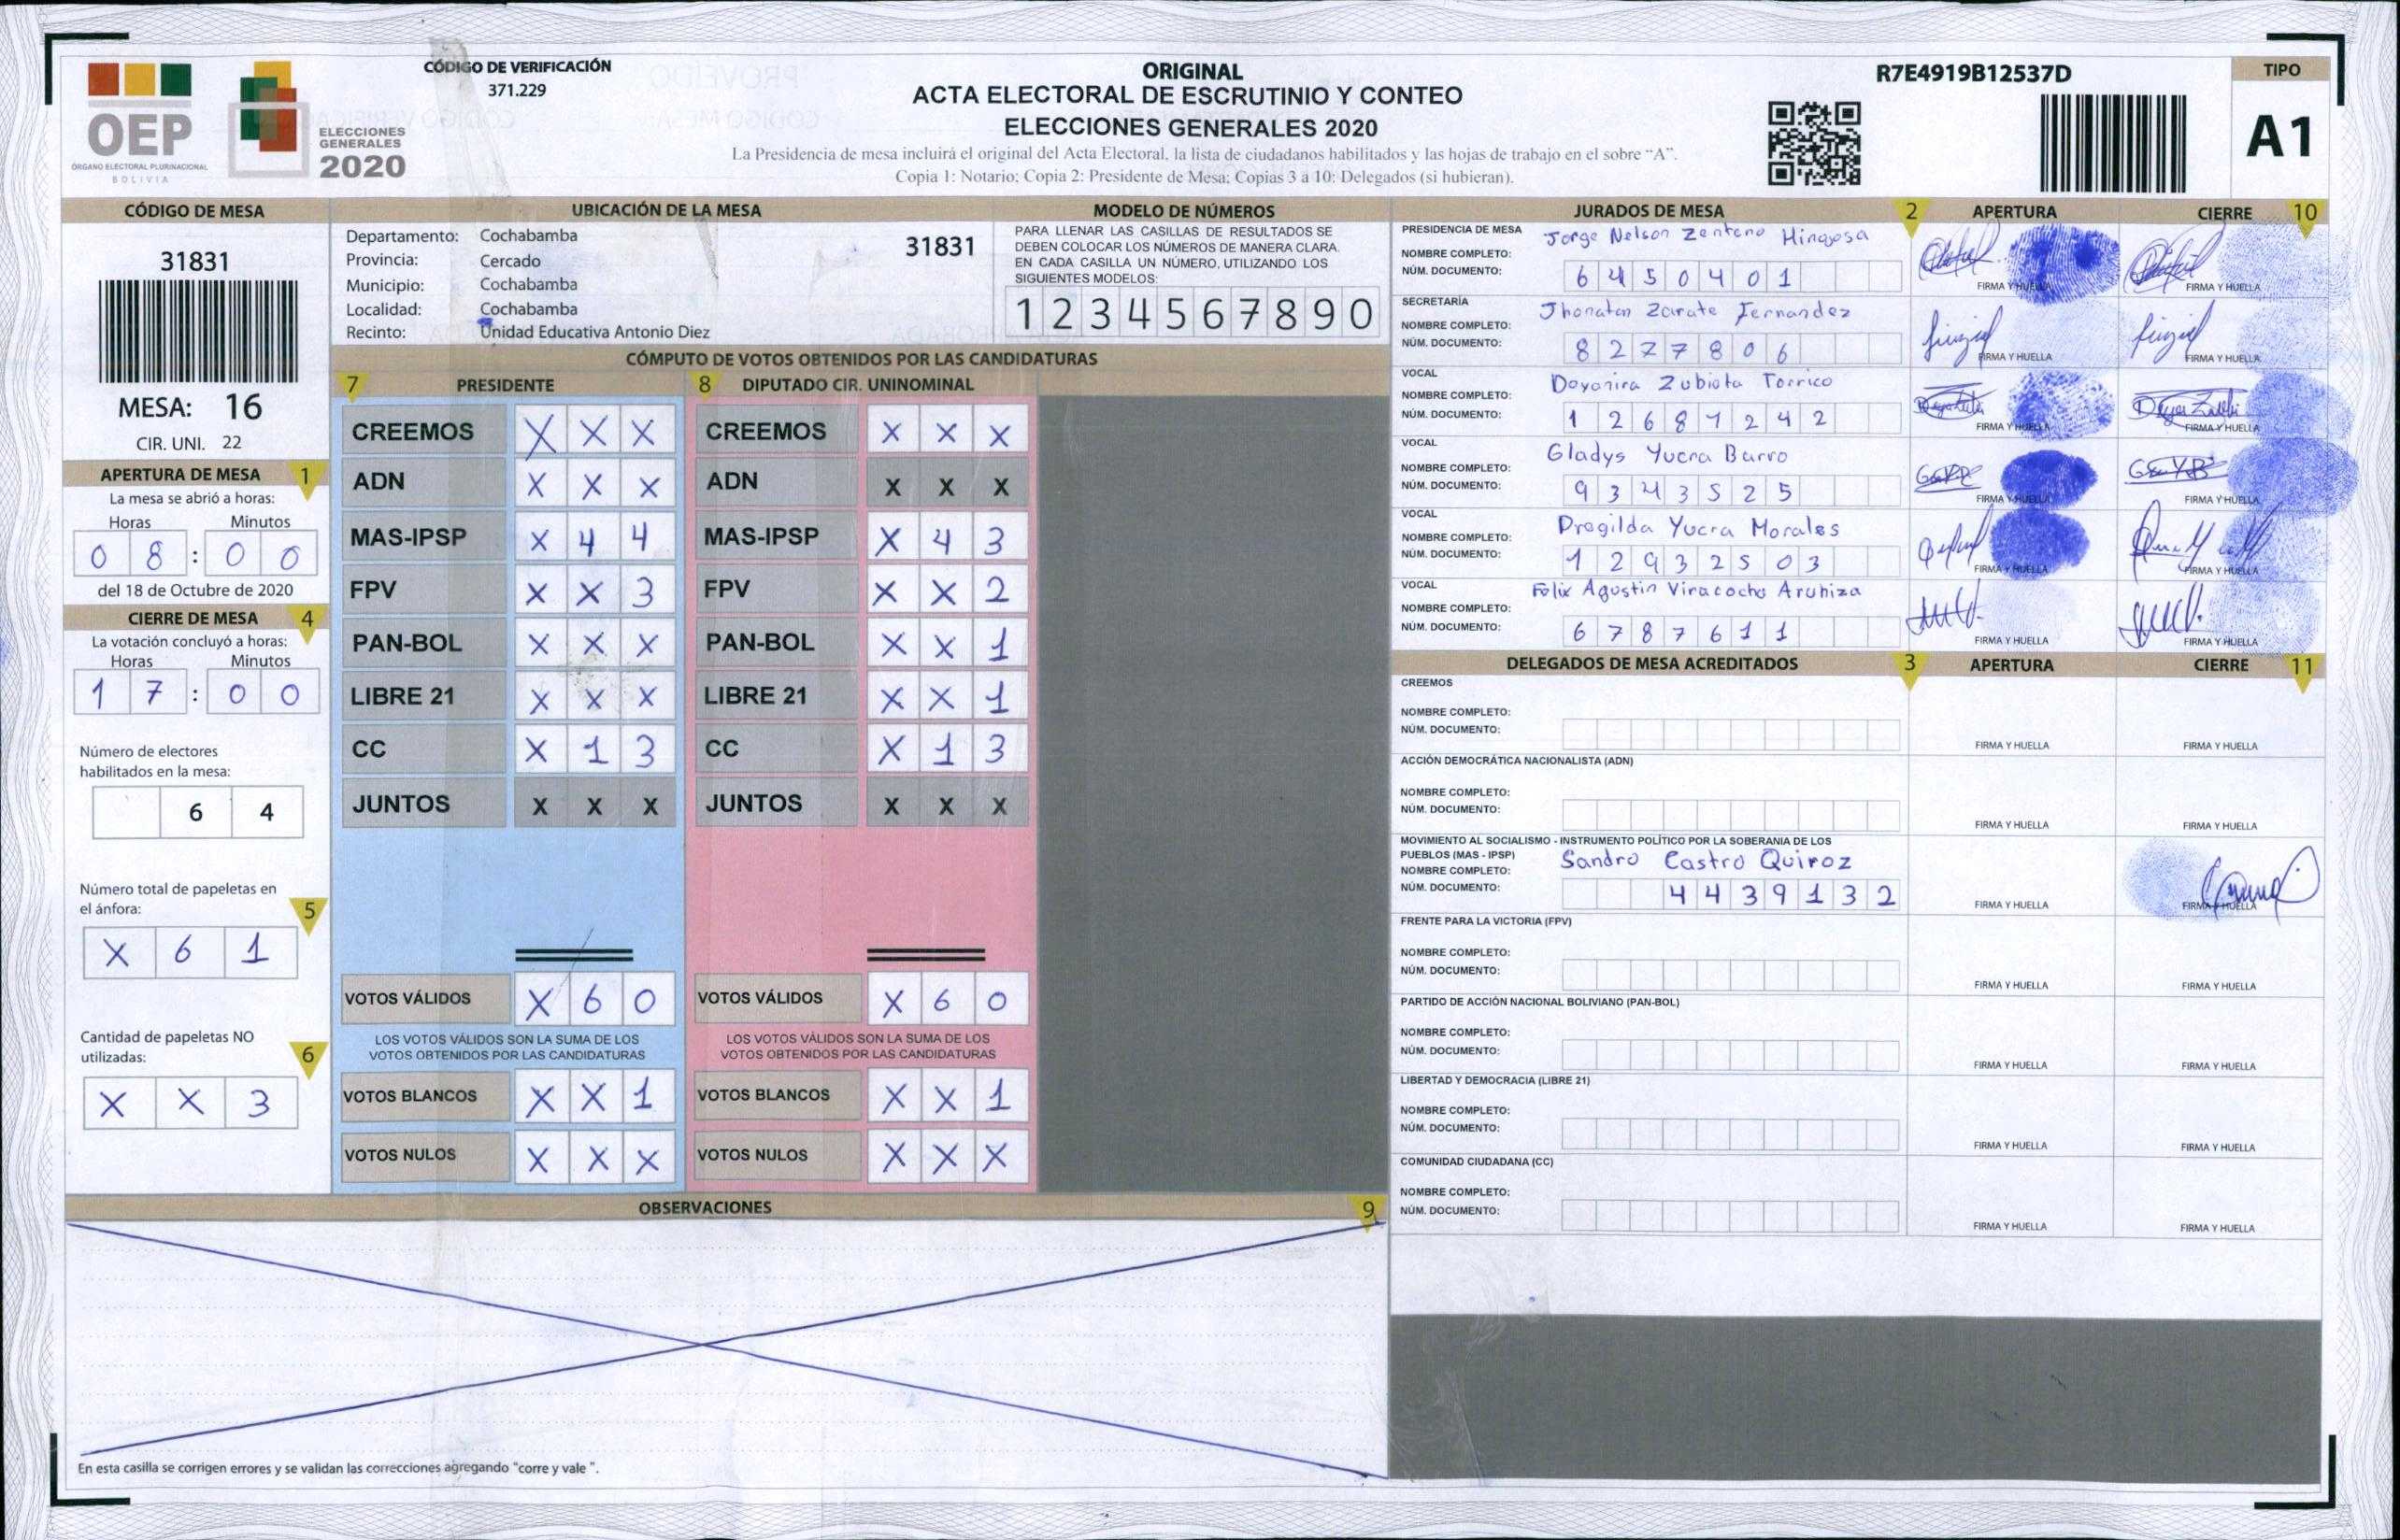 CÓDIGO DE VERIFICACIÓN
371.229
OEP
ÓRGANO ELECTORAL PLURINACIONAL
BOLIVIA
ELECCIONES
GENERALES
2020
ORIGINAL
ACTA ELECTORAL DE ESCRUTINIO Y CONTEO
ELECCIONES GENERALES 2020
La Presidencia de mesa incluirá el original del Acta Electoral, la lista de ciudadanos habilitados y las hojas de trabajo en el sobre "A".
Copia 1: Notario; Copia 2: Presidente de Mesa; Copias 3 a 10: Delegados (si hubieran).
R7E4919B12537D
TIPO
A1
CÓDIGO DE MESA
31831
MESA: 16
CIR. UNI. 22
APERTURA DE MESA 1
La mesa se abrió a horas:
Horas Minutos
0 8 : 0 0
del 18 de Octubre de 2020
CIERRE DE MESA 4
La votación concluyó a horas:
Horas Minutos
1 7 : 0 0
Número de electores
habilitados en la mesa:
6 4
Número total de papeletas en
el ánfora: 5
X 6 1
Cantidad de papeletas NO
utilizadas: 6
X X 3
UBICACIÓN DE LA MESA
Departamento: Cochabamba
31831
Provincia: Cercado
Municipio: Cochabamba
Localidad: Cochabamba
Recinto: Unidad Educativa Antonio Diez
MODELO DE NÚMEROS
PARA LLENAR LAS CASILLAS DE RESULTADOS SE
DEBEN COLOCAR LOS NÚMEROS DE MANERA CLARA.
EN CADA CASILLA UN NÚMERO, UTILIZANDO LOS
SIGUIENTES MODELOS:
1 2 3 4 5 6 7 8 9 0
CÓMPUTO DE VOTOS OBTENIDOS POR LAS CANDIDATURAS
7 PRESIDENTE
CREEMOS X X X
ADN X X X
MAS-IPSP X 4 4
FPV X X 3
PAN-BOL X X X
LIBRE 21 X X X
CC X 1 3
JUNTOS X X X
VOTOS VÁLIDOS X 6 0
LOS VOTOS VÁLIDOS SON LA SUMA DE LOS
VOTOS OBTENIDOS POR LAS CANDIDATURAS
VOTOS BLANCOS X X 1
VOTOS NULOS X X X
8 DIPUTADO CIR. UNINOMINAL
CREEMOS X X X
ADN X X X
MAS-IPSP X 4 3
FPV X X 2
PAN-BOL X X 1
LIBRE 21 X X 1
CC X 1 3
JUNTOS X X X
VOTOS VÁLIDOS X 6 0
LOS VOTOS VÁLIDOS SON LA SUMA DE LOS
VOTOS OBTENIDOS POR LAS CANDIDATURAS
VOTOS BLANCOS X X 1
VOTOS NULOS X X X
OBSERVACIONES 9
En esta casilla se corrigen errores y se validan las correcciones agregando "corre y vale ".
JURADOS DE MESA 2 APERTURA CIERRE 10
PRESIDENCIA DE MESA
NOMBRE COMPLETO: Jorge Nelson Zenteno Hinojosa
NÚM. DOCUMENTO: 6 4 5 0 4 0 1
FIRMA Y HUELLA FIRMA Y HUELLA
SECRETARÍA
NOMBRE COMPLETO: Jhonatan Zarate Fernandez
NÚM. DOCUMENTO: 8 2 7 7 8 0 6
FIRMA Y HUELLA FIRMA Y HUELLA
VOCAL
NOMBRE COMPLETO: Zubieta Torrico
NÚM. DOCUMENTO: 1 2 6 8 7 2 4 2
FIRMA Y HUELLA FIRMA Y HUELLA
VOCAL
NOMBRE COMPLETO: Gladys Yucra Burro
NÚM. DOCUMENTO: 9 3 4 3 5 2 5
FIRMA Y HUELLA FIRMA Y HUELLA
VOCAL
NOMBRE COMPLETO: Yucra Morales
NÚM. DOCUMENTO: 1 2 9 3 2 5 0 3
FIRMA Y HUELLA FIRMA Y HUELLA
VOCAL
NOMBRE COMPLETO: Felix Agustin Viracocha
NÚM. DOCUMENTO: 6 7 8 7 6 1 1
FIRMA Y HUELLA FIRMA Y HUELLA
DELEGADOS DE MESA ACREDITADOS 3 APERTURA CIERRE 11
CREEMOS
NOMBRE COMPLETO:
NÚM. DOCUMENTO:
FIRMA Y HUELLA FIRMA Y HUELLA
ACCIÓN DEMOCRÁTICA NACIONALISTA (ADN)
NOMBRE COMPLETO:
NÚM. DOCUMENTO:
FIRMA Y HUELLA FIRMA Y HUELLA
MOVIMIENTO AL SOCIALISMO - INSTRUMENTO POLÍTICO POR LA SOBERANIA DE LOS
PUEBLOS (MAS - IPSP)
NOMBRE COMPLETO: Sandro Castro Quiroz
NÚM. DOCUMENTO: 4 4 3 9 1 3 2
FIRMA Y HUELLA FIRMA Y HUELLA
FRENTE PARA LA VICTORIA (FPV)
NOMBRE COMPLETO:
NÚM. DOCUMENTO:
FIRMA Y HUELLA FIRMA Y HUELLA
PARTIDO DE ACCIÓN NACIONAL BOLIVIANO (PAN-BOL)
NOMBRE COMPLETO:
NÚM. DOCUMENTO:
FIRMA Y HUELLA FIRMA Y HUELLA
LIBERTAD Y DEMOCRACIA (LIBRE 21)
NOMBRE COMPLETO:
NÚM. DOCUMENTO:
FIRMA Y HUELLA FIRMA Y HUELLA
COMUNIDAD CIUDADANA (CC)
NOMBRE COMPLETO:
NÚM. DOCUMENTO:
FIRMA Y HUELLA FIRMA Y HUELLA